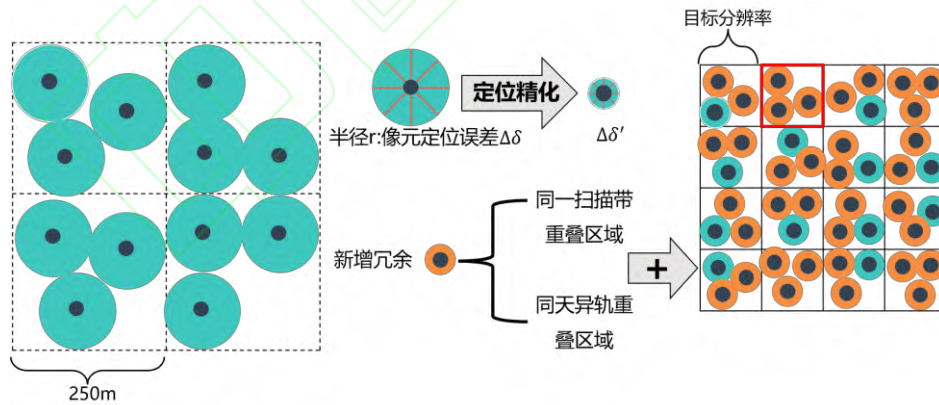 目标分辨率
定位精化
半径r:像元定位误差Δδ
Δδ′
同一扫描带
重叠区域
新增冗余
+
同天异轨重
叠区域
250m